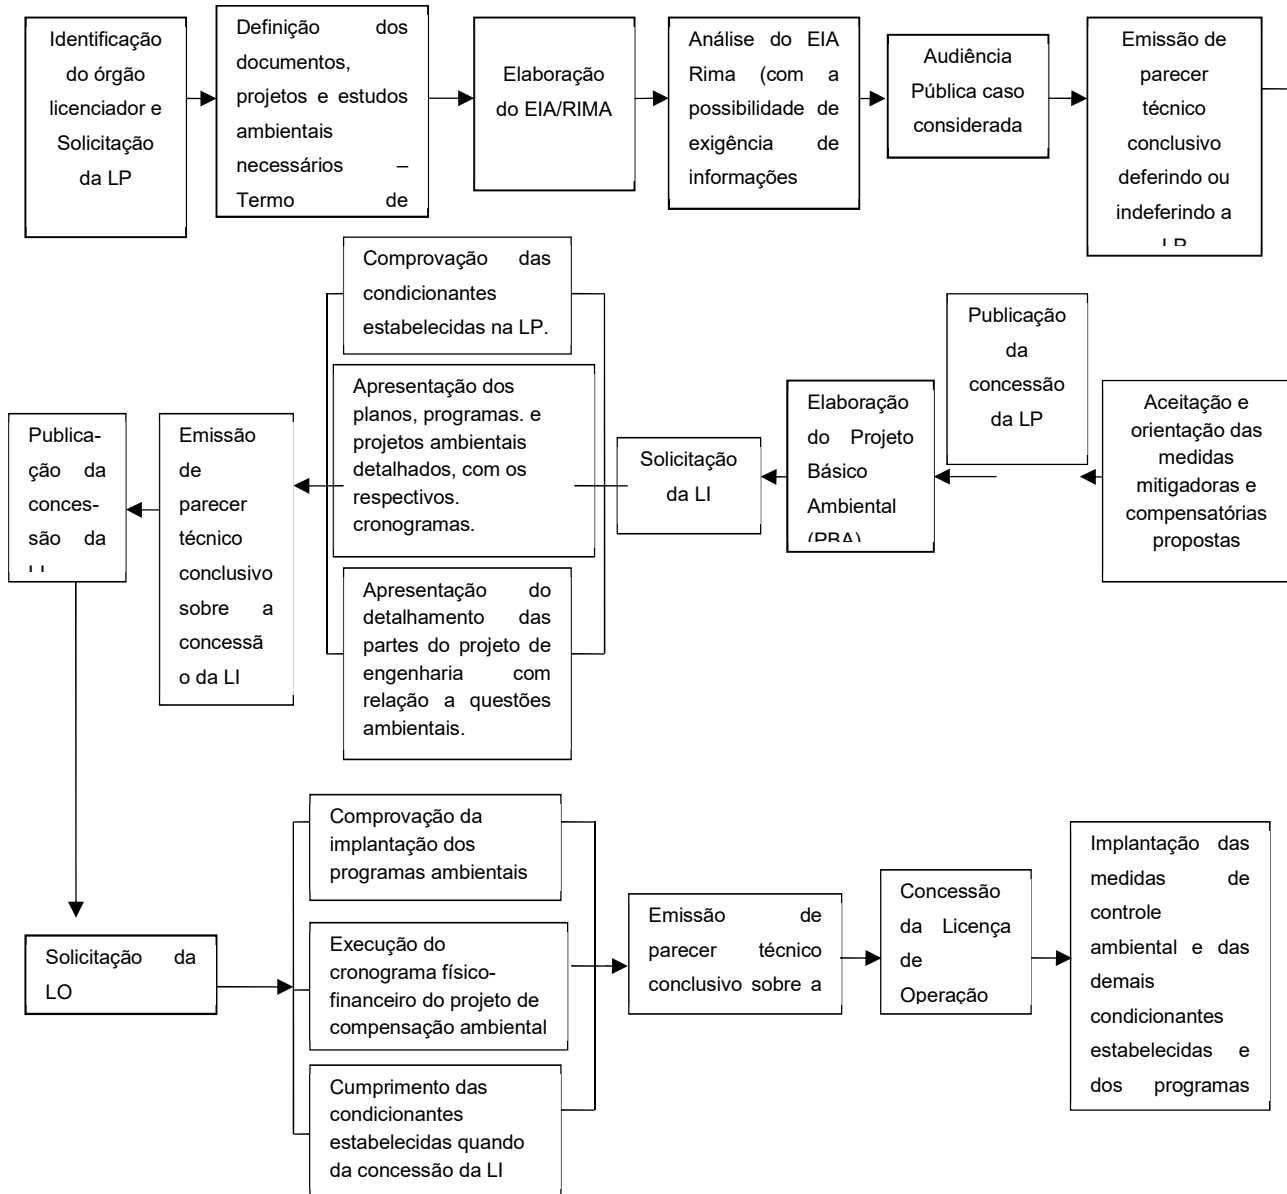 Identificação
do órgão
licenciador e
Solicitação
da LP
Definição dos
documentos,
projetos e estudos
ambientais
necessários –
Termo de
Elaboração
do EIA/RIMA
Análise do EIA
Rima (com a
possibilidade de
exigência de
informações
Audiência
Pública caso
considerada
Emissão de
parecer
técnico
conclusivo
deferindo ou
indeferindo a
LP
Comprovação das
condicionantes
estabelecidas na LP.
Apresentação dos
planos, programas. e
projetos ambientais
detalhados, com os
respectivos.
cronogramas.
Apresentação do
detalhamento das
partes do projeto de
engenharia com
relação a questões
ambientais.
Publicação
da
concessão
da LP
Aceitação e
orientação das
medidas
mitigadoras e
compensatórias
propostas
Elaboração
do Projeto
Básico
Ambiental
(PBA)
Solicitação
da LI
Emissão
de
parecer
técnico
conclusivo
sobre a
concessã
o da LI
Publica-
ção da
conces-
são da
LI
Solicitação da
LO
Comprovação da
implantação dos
programas ambientais
Execução do
cronograma físico-
financeiro do projeto de
compensação ambiental
Cumprimento das
condicionantes
estabelecidas quando
da concessão da LI
Emissão de
parecer técnico
conclusivo sobre a
Concessão
da Licença
de
Operação
Implantação das
medidas de
controle
ambiental e das
demais
condicionantes
estabelecidas e
dos programas